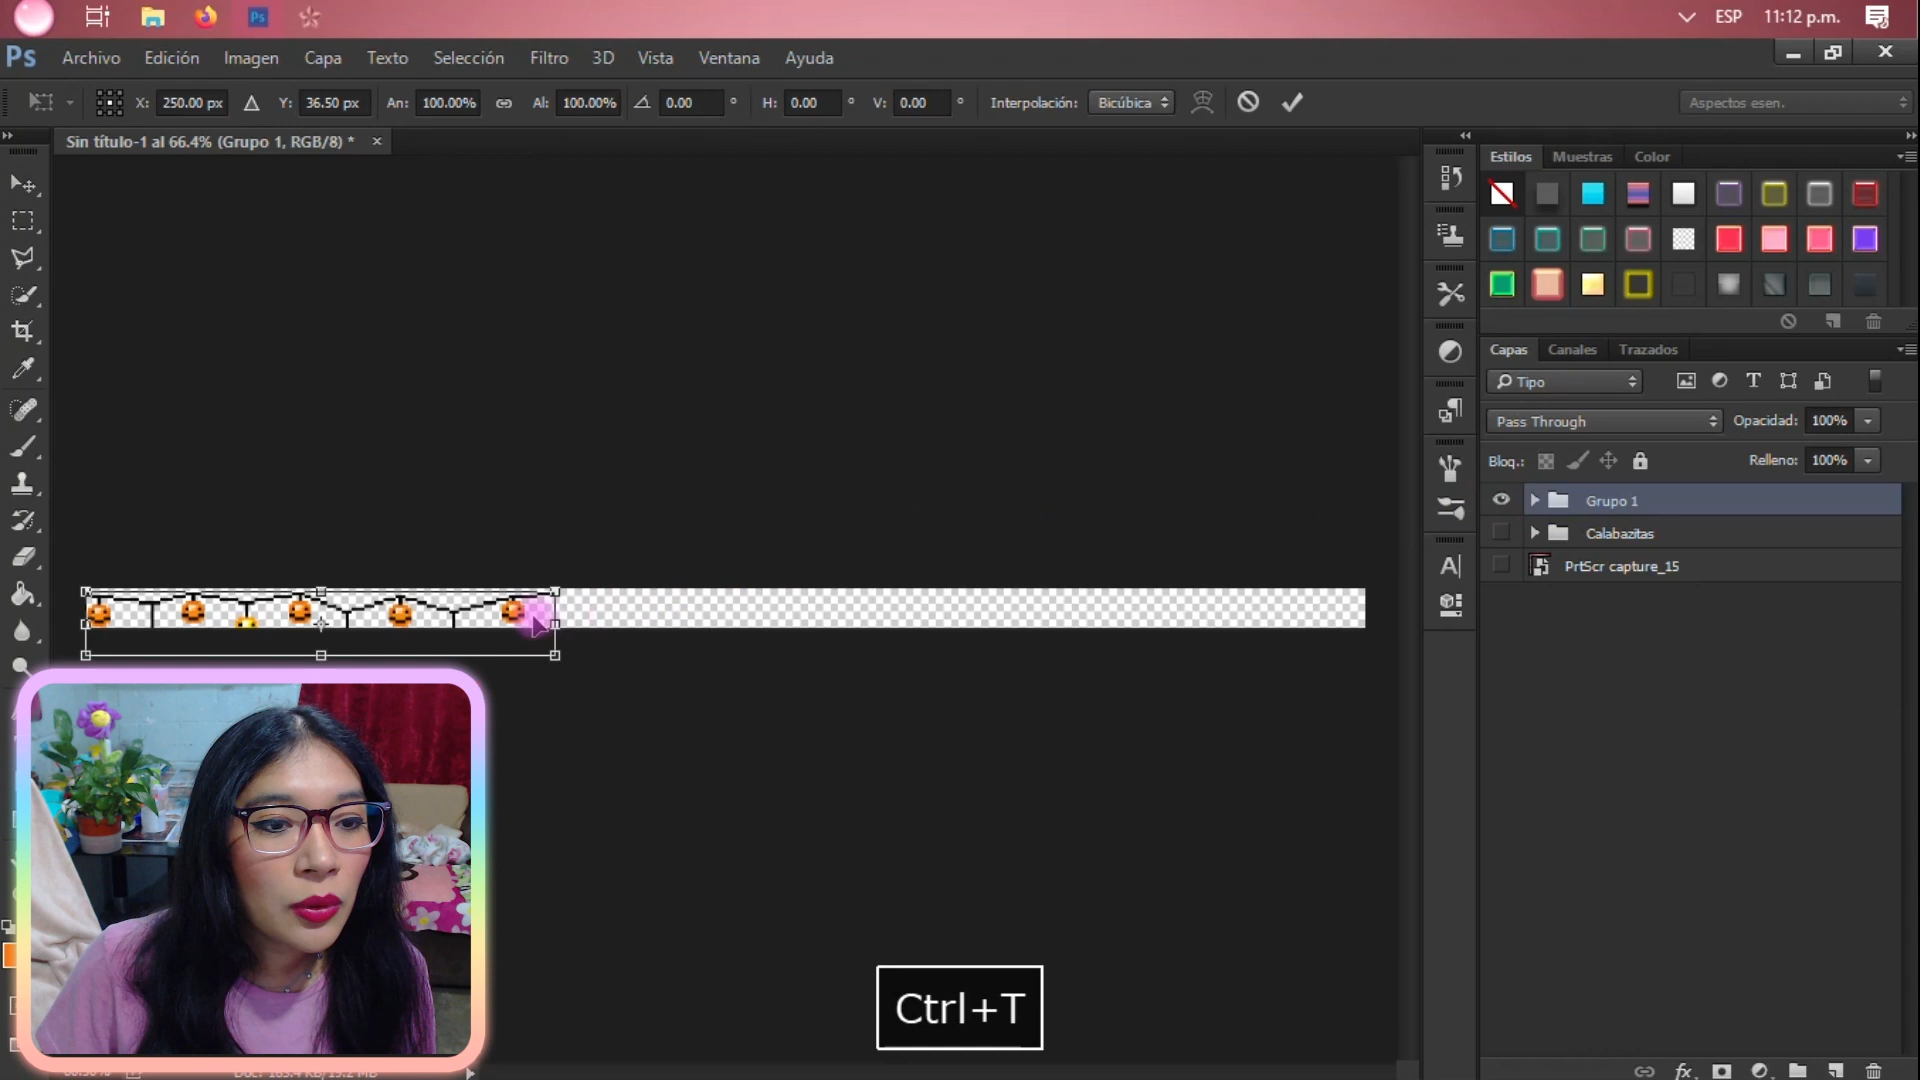 Ps
ESP 11:12 p.m.
Ps Archivo Edición Imagen Capa Texto Selección Filtro 3D Vista Ventana Ayuda
X: 250.00 px Y: 36.50 px An: 100.00% Al: 100.00% 0.00 ° H: 0.00 ° V: 0.00 ° Interpolación: Bicúbica Aspectos esen.
Sin título-1 al 66.4% (Grupo 1, RGB/8) * ×
Estilos Muestras Color
Capas Canales Trazados
Tipo
Pass Through Opacidad: 100%
Bloq.: Relleno: 100%
Grupo 1
Calabazitas
PrtScr capture_15
Ctrl+T
fx